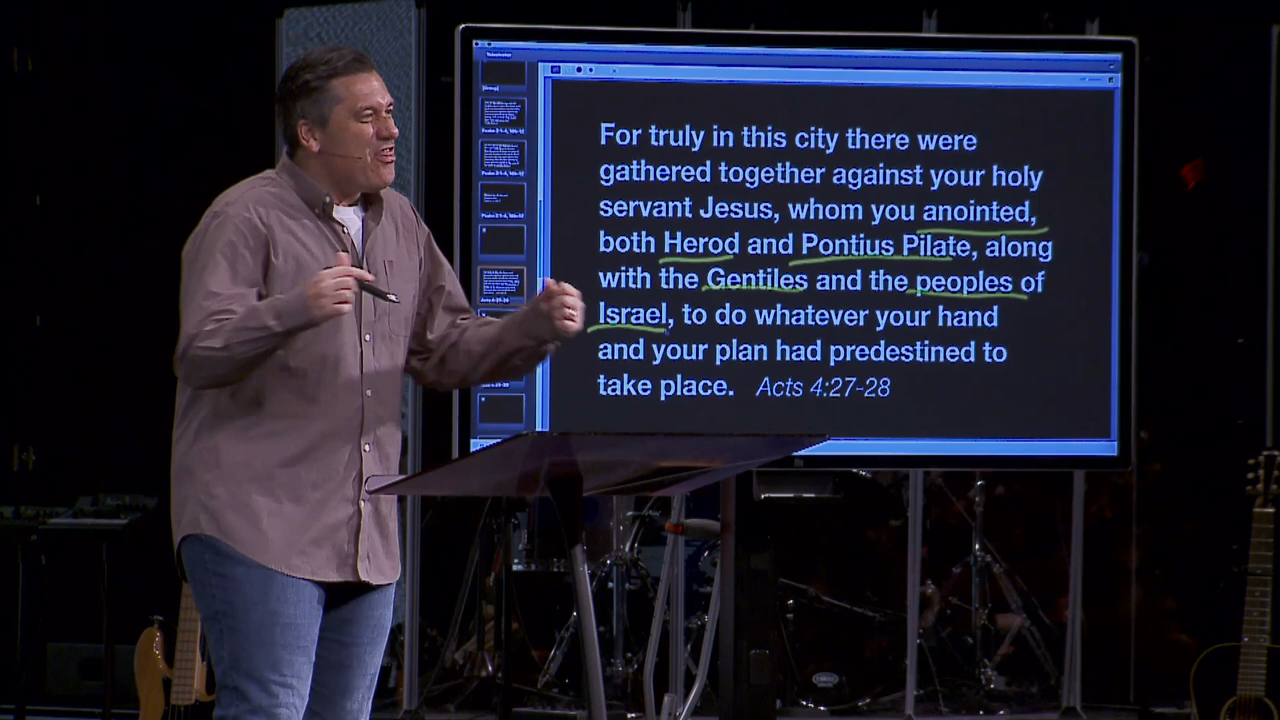 For truly in this city there were
gathered together against your holy
servant Jesus, whom you anointed,
both Herod and Pontius Pilate, along
with the Gentiles and the peoples of
Israel, to do whatever your hand
and your plan had predestined to
take place. Acts 4:27-28